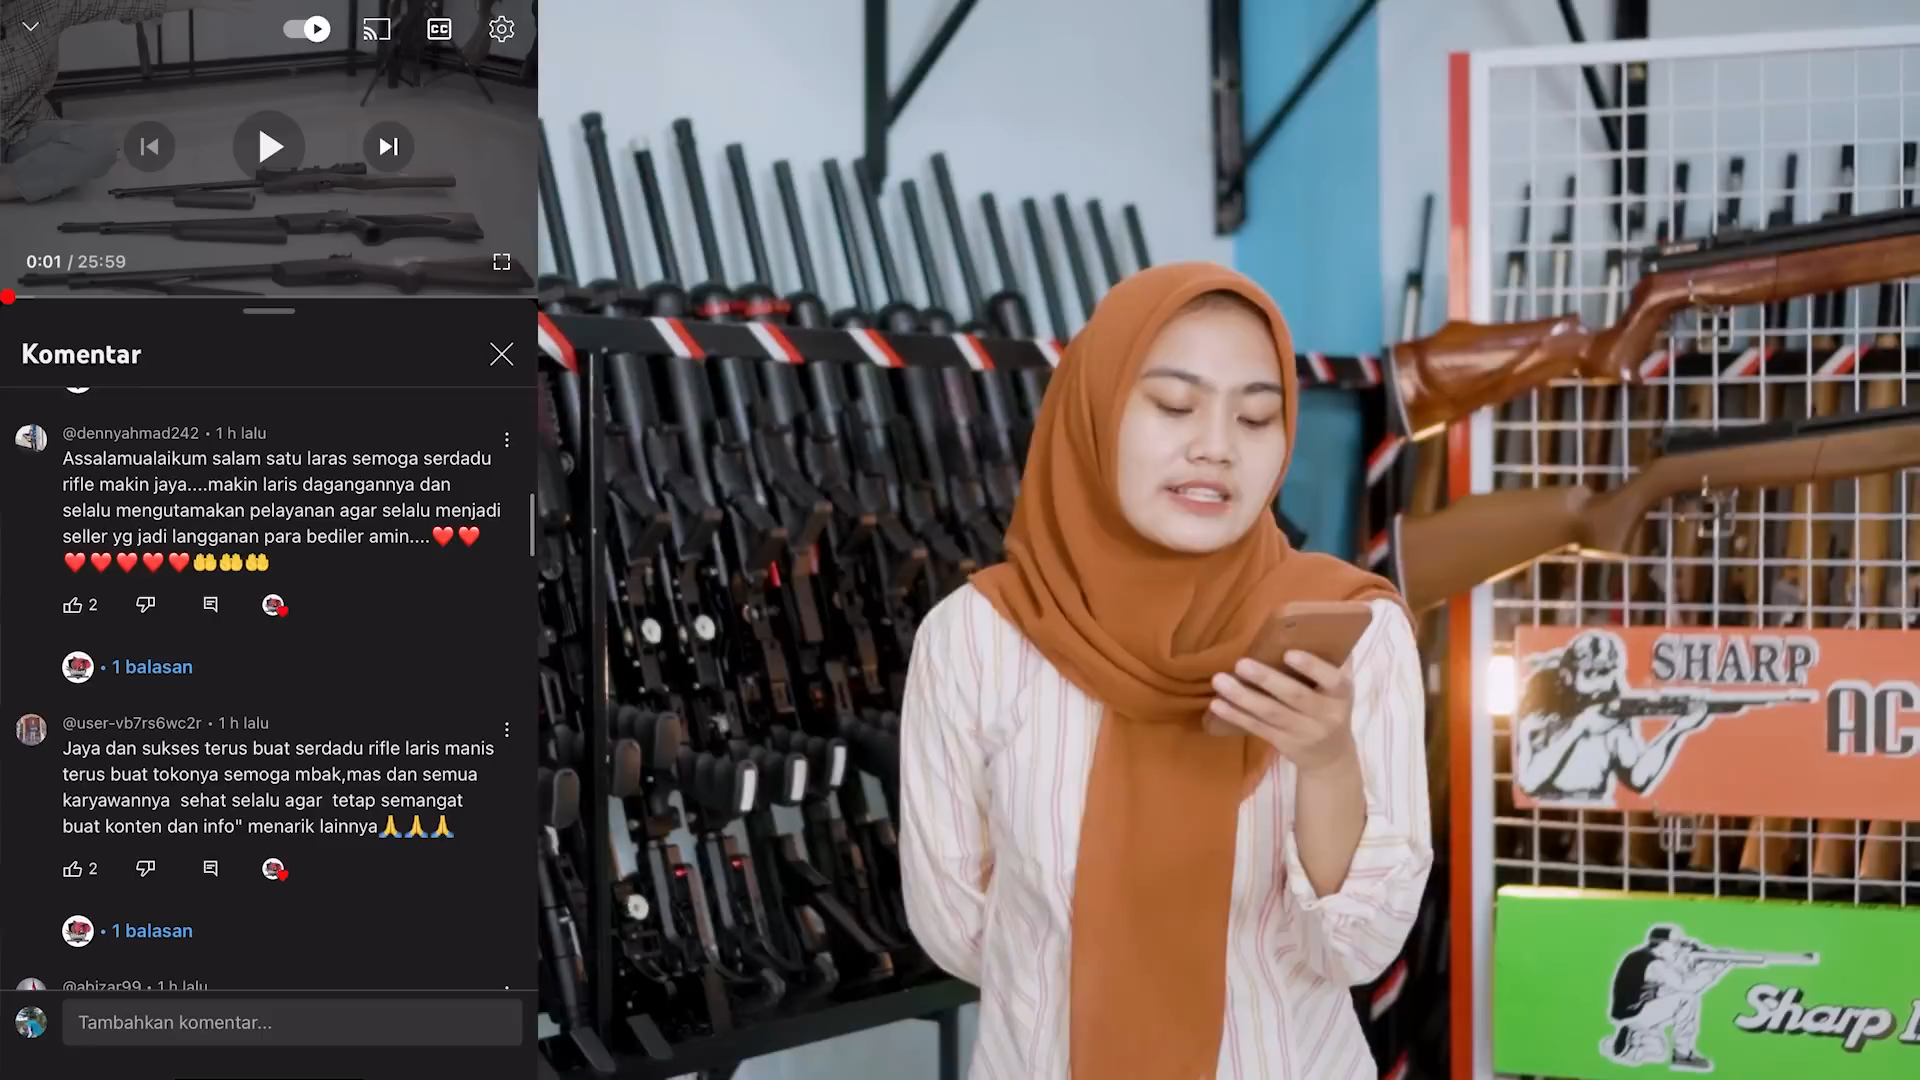 CC
0:01 / 25:59
Komentar
@dennyahmad242 • 1 h lalu
Assalamualaikum salam satu laras semoga serdadu
rifle makin jaya....makin laris dagangannya dan
selalu mengutamakan pelayanan agar selalu menjadi
seller yg jadi langganan para bediler amin....❤️❤️
❤️❤️❤️❤️❤️🤲🤲🤲
2
• 1 balasan
@user-vb7rs6wc2r • 1 h lalu
Jaya dan sukses terus buat serdadu rifle laris manis
terus buat tokonya semoga mbak,mas dan semua
karyawannya  sehat selalu agar  tetap semangat
buat konten dan info" menarik lainnya🙏🙏🙏
2
• 1 balasan
@abizar99 • 1 h lalu
Tambahkan komentar...
SHARP
AC
Sharp